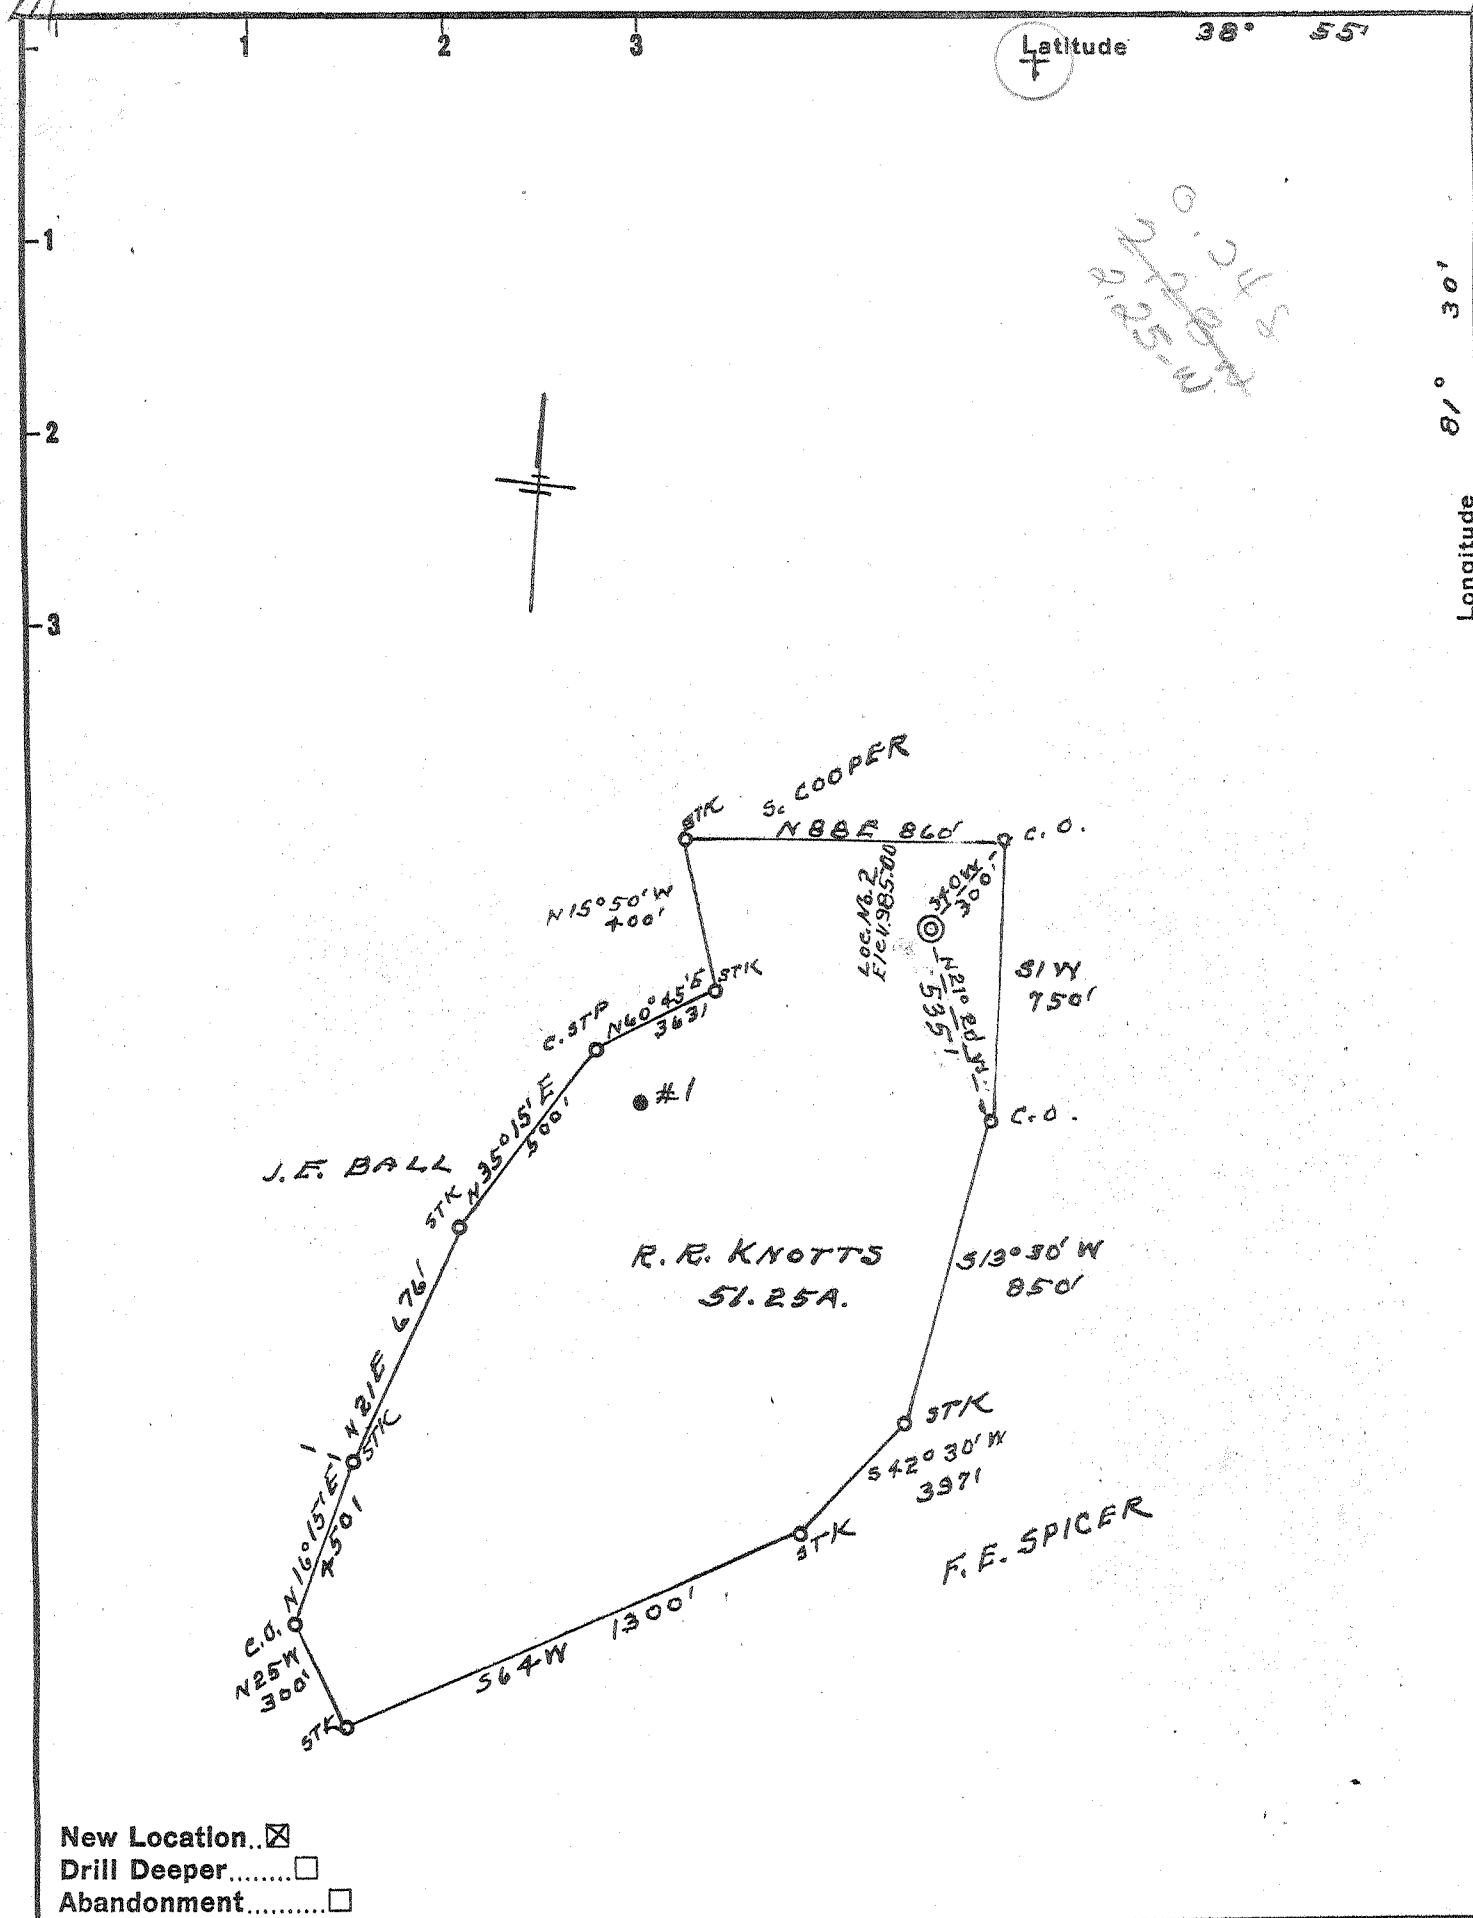 1
2
3
Latitude 38° 55'
1
2
3
81° 30'
Longitude
2.25-W
S. COOPER
STK
N88E 860'
C.O.
N15°50'W
400'
Loc. No. 2
Elev. 985.00
S40W
300'
S1W
750'
STK
N60°45'E
363'
C. STP
N21° 20' W
535'
C.O.
#1
N35°15'E
500'
J.E. BALL
STK
R.R. KNOTTS
51.25A.
S13°30'W
850'
N21E 676'
STK
STK
S42°30'W
397'
N16°15'E
450'
STK
F.E. SPICER
C.O.
N25W
300'
S64W 1300'
STK
New Location..☒
Drill Deeper........☐
Abandonment..........☐